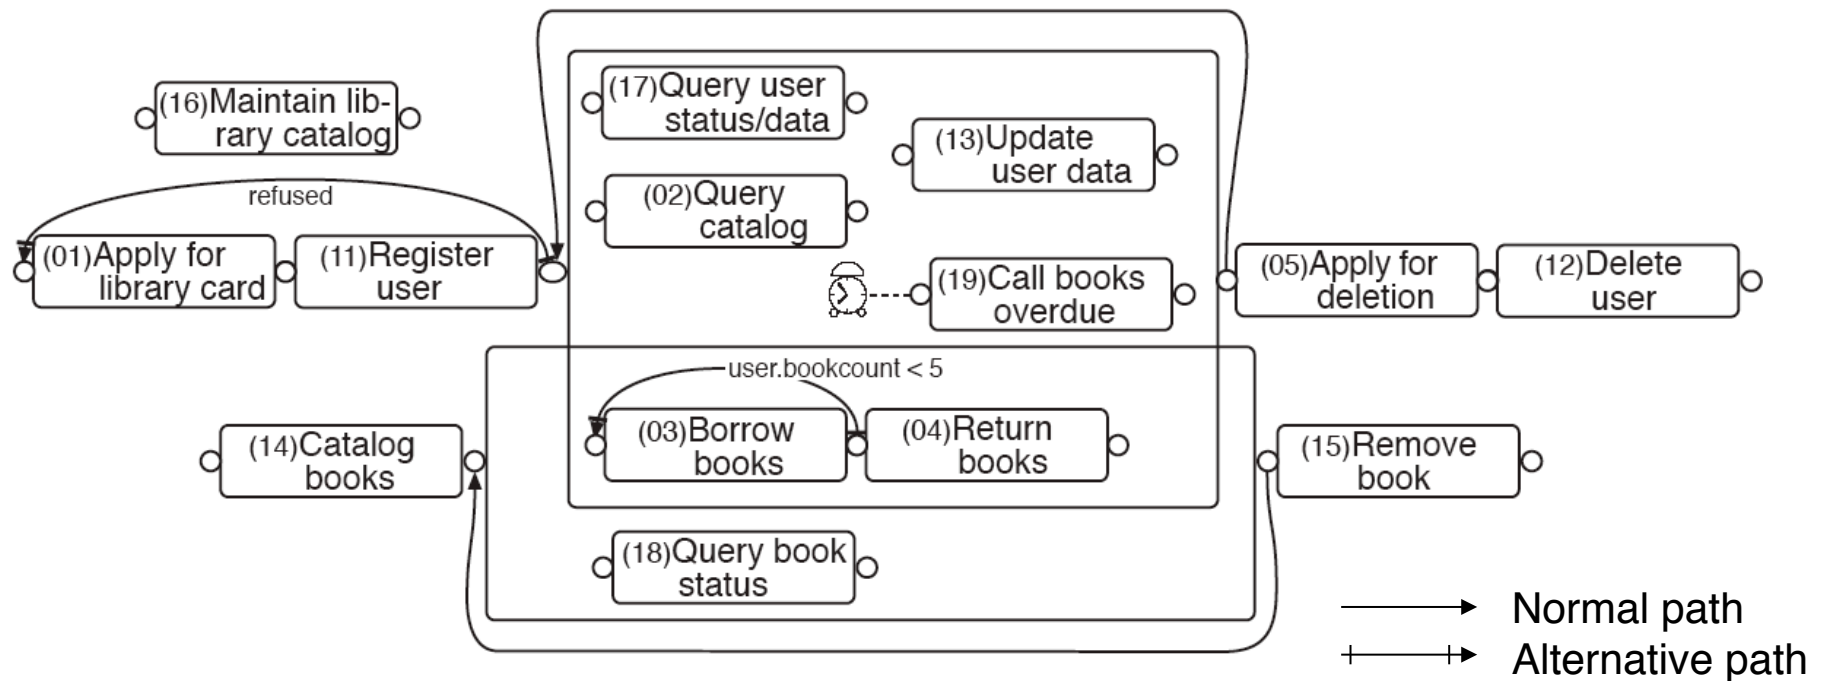 (16)Maintain lib-
rary catalog
refused
(01)Apply for
library card
(11)Register
user
(17)Query user
status/data
(13)Update
user data
(02)Query
catalog
(19)Call books
overdue
(05)Apply for
deletion
(12)Delete
user
user.bookcount < 5
(14)Catalog
books
(03)Borrow
books
(04)Return
books
(15)Remove
book
(18)Query book
status
Normal path
Alternative path